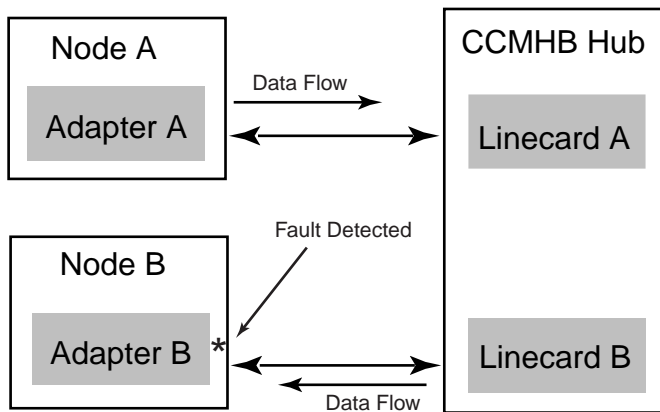 Node A
Adapter A
Data Flow
CCMHB Hub
Linecard A
Fault Detected
Node B
Adapter B*
Linecard B
Data Flow